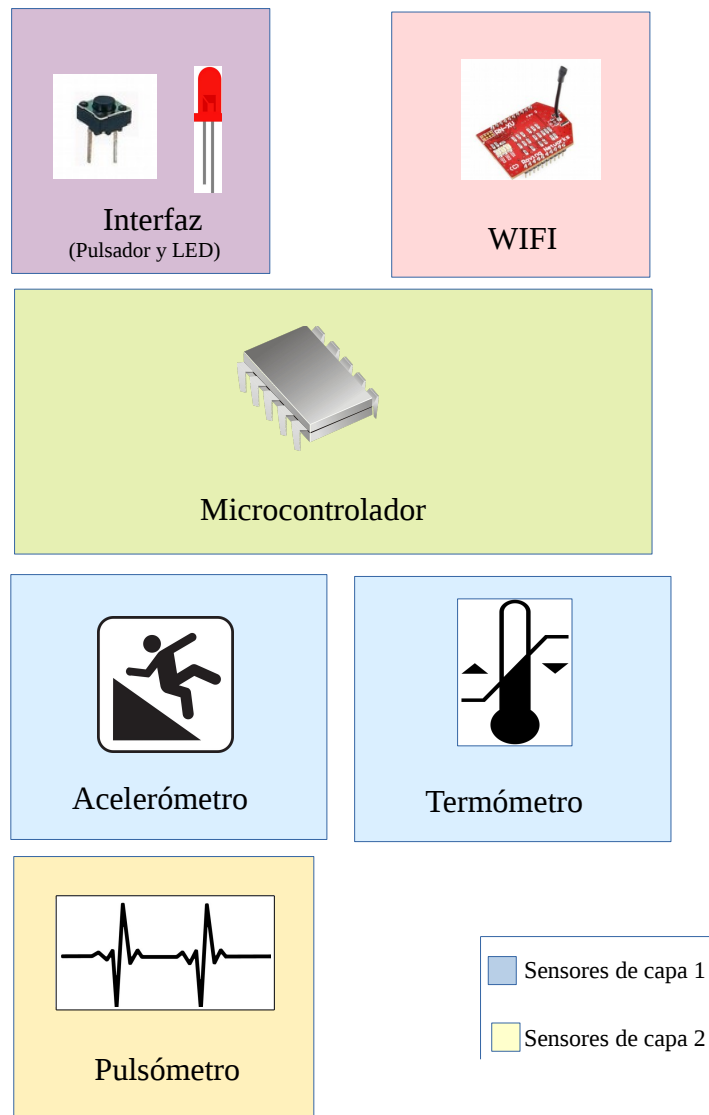 Interfaz
(Pulsador y LED)
WIFI
Microcontrolador
Acelerómetro
Termómetro
Pulsómetro
Sensores de capa 1
Sensores de capa 2